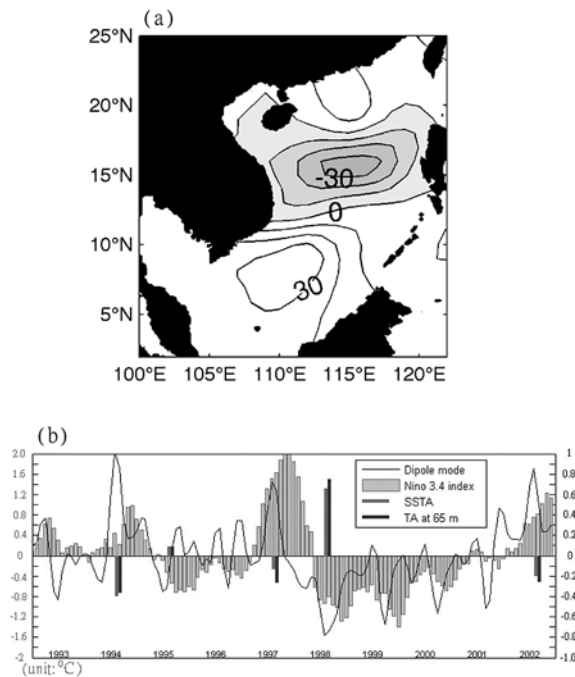 (a)
25°N
20°N
15°N
10°N
5°N
-30
0
30
100°E 105°E 110°E 115°E 120°E
(b)
2.0 1
1.6 0.8
1.2 0.6
0.8 0.4
0.4 0.2
0 0
-0.4 -0.2
-0.8 -0.4
-1.2 -0.6
-1.6 -0.8
-2 -1
Dipole mode
Nino 3.4 index
SSTA
TA at 65 m
1993 1994 1995 1996 1997 1998 1999 2000 2001 2002
(unit:⁰C)